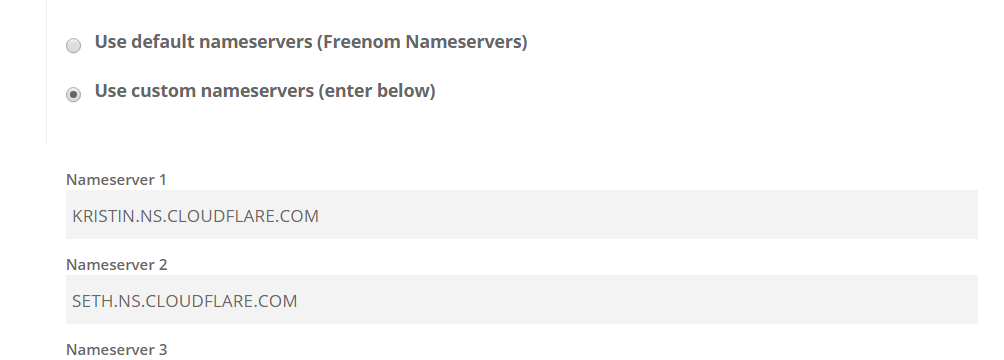 Use default nameservers (Freenom Nameservers)
Use custom nameservers (enter below)
Nameserver 1
KRISTIN.NS.CLOUDFLARE.COM
Nameserver 2
SETH.NS.CLOUDFLARE.COM
Nameserver 3